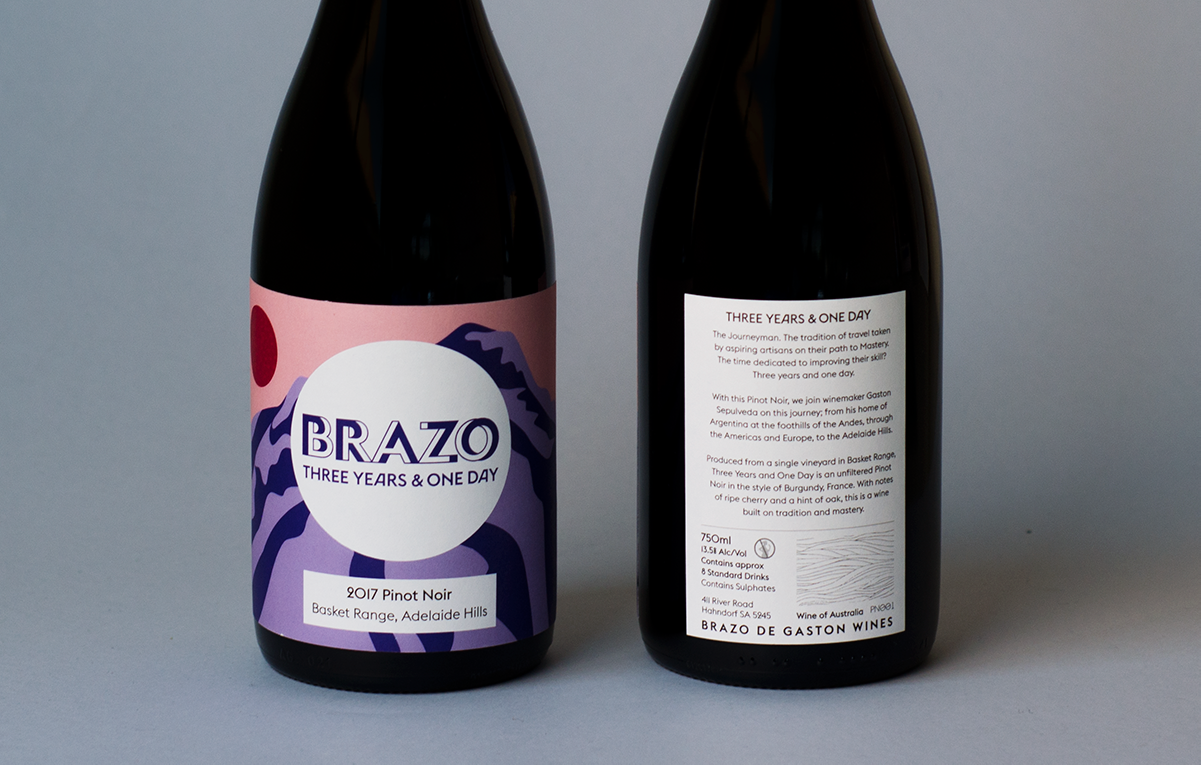 BRAZO
THREE YEARS & ONE DAY
2017 Pinot Noir
Basket Range, Adelaide Hills
THREE YEARS & ONE DAY
The Journeyman. The tradition of travel taken
by aspiring artisans on their path to Mastery.
The time dedicated to improving their skill?
Three years and one day.
With this Pinot Noir, we join winemaker Gaston
Sepulveda on this journey; from his home of
Argentina at the foothills of the Andes, through
the Americas and Europe, to the Adelaide Hills.
Produced from a single vineyard in Basket Range,
Three Years and One Day is an unfiltered Pinot
Noir in the style of Burgundy, France. With notes
of ripe cherry and a hint of oak, this is a wine
built on tradition and mastery.
750ml
Alc/Vol
Contains approx
8 Standard Drinks
Contains Sulphates
411 River Road
Hahndorf SA 5245
Wine of Australia
PN001
BRAZO DE GASTON WINES